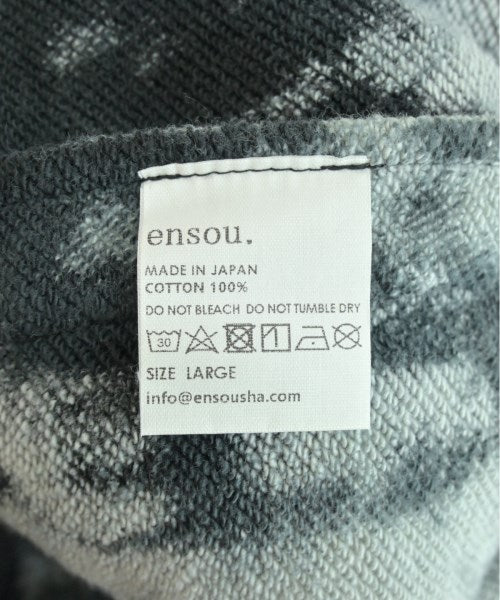 ensou.
MADE IN JAPAN
COTTON 100%
DO NOT BLEACH DO NOT TUMBLE DRY
30
SIZE LARGE
info@ensousha.com